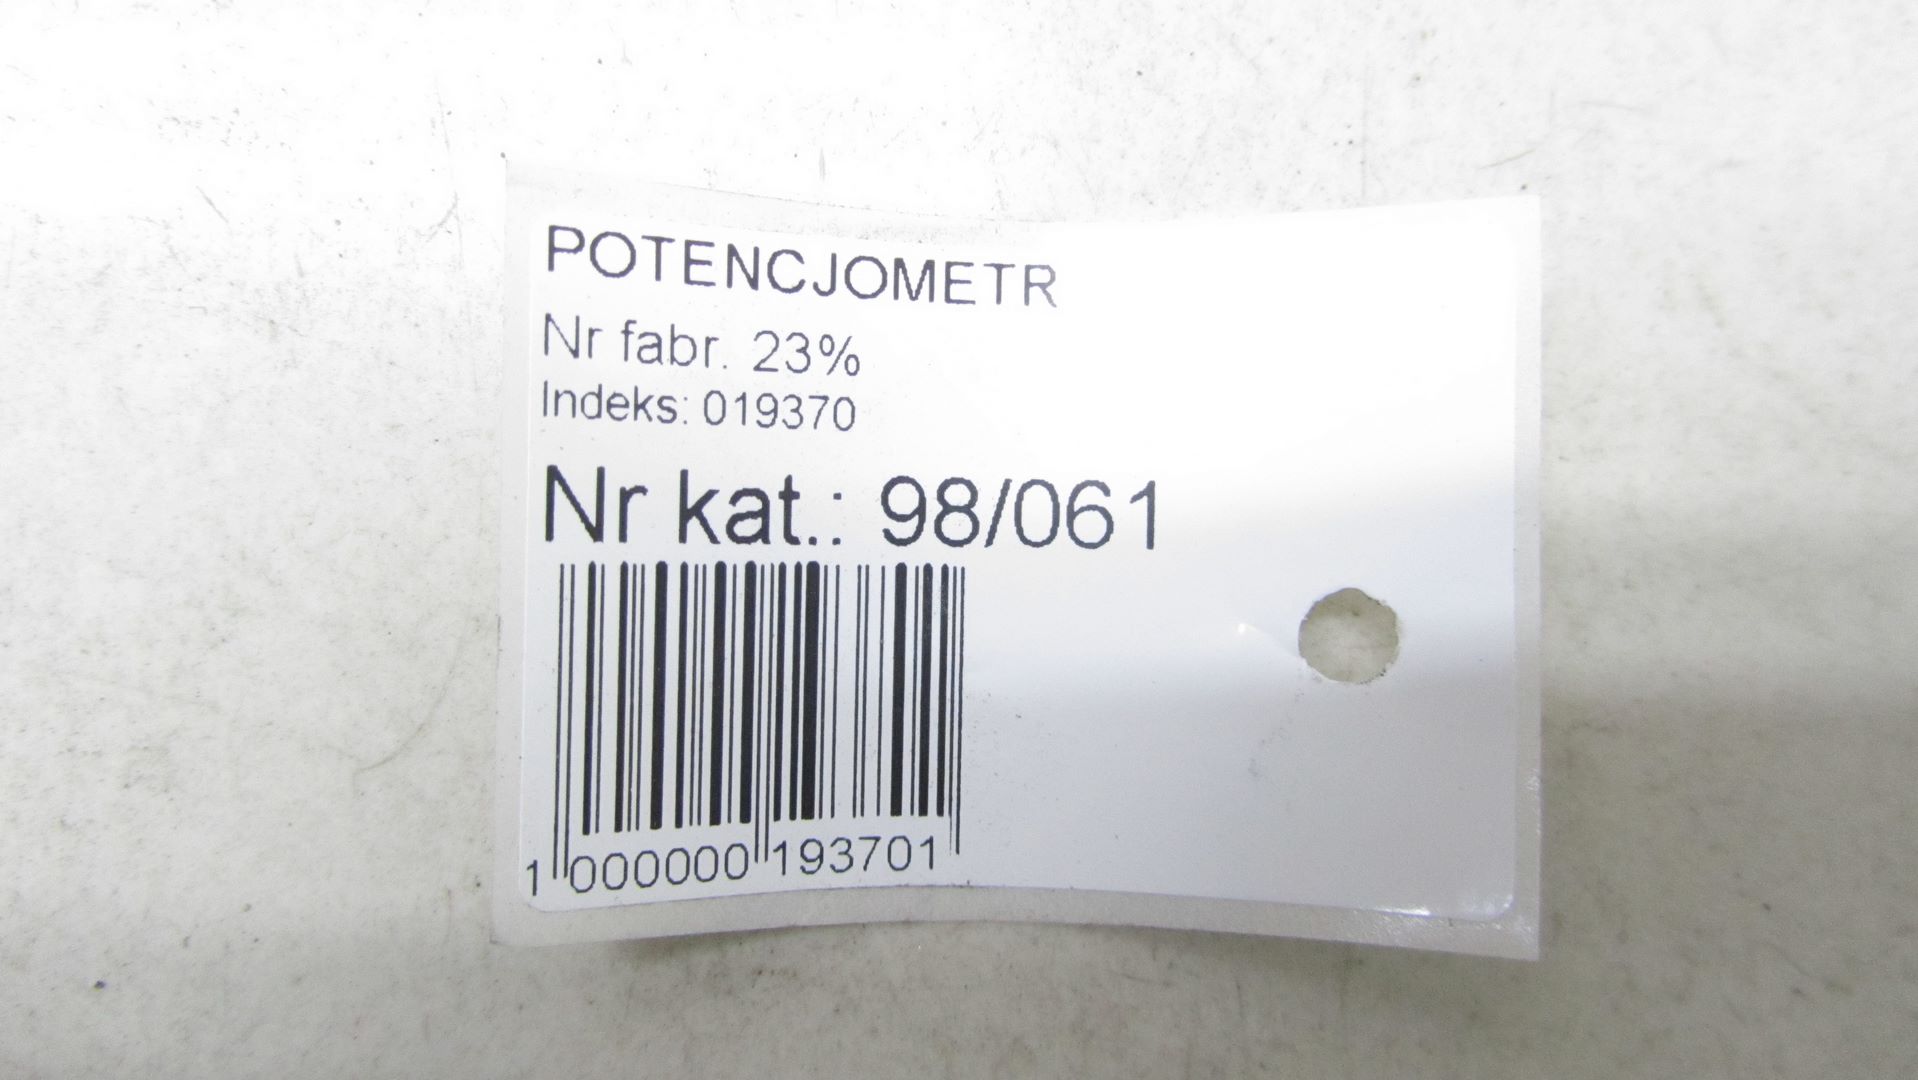 POTENCJOMETR
Nr fabr. 23%
Indeks: 019370
Nr kat.: 98/061
1 000000 193701